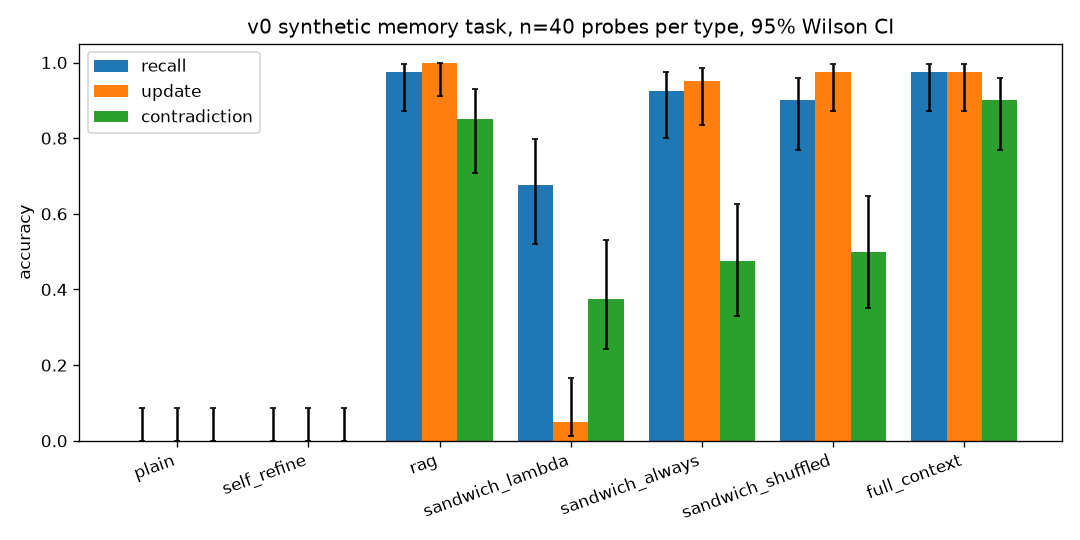 v0 synthetic memory task, n=40 probes per type, 95% Wilson CI
recall
update
contradiction
accuracy
1.0
0.8
0.6
0.4
0.2
0.0
plain
self_refine
rag
sandwich_lambda
sandwich_always
sandwich_shuffled
full_context